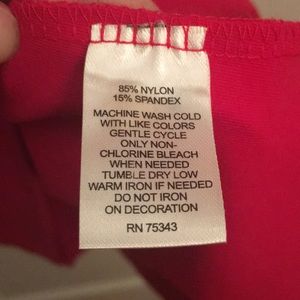 85% NYLON
15% SPANDEX
MACHINE WASH COLD
WITH LIKE COLORS
GENTLE CYCLE
ONLY NON-
CHLORINE BLEACH
WHEN NEEDED
TUMBLE DRY LOW
WARM IRON IF NEEDED
DO NOT IRON
ON DECORATION
RN 75343